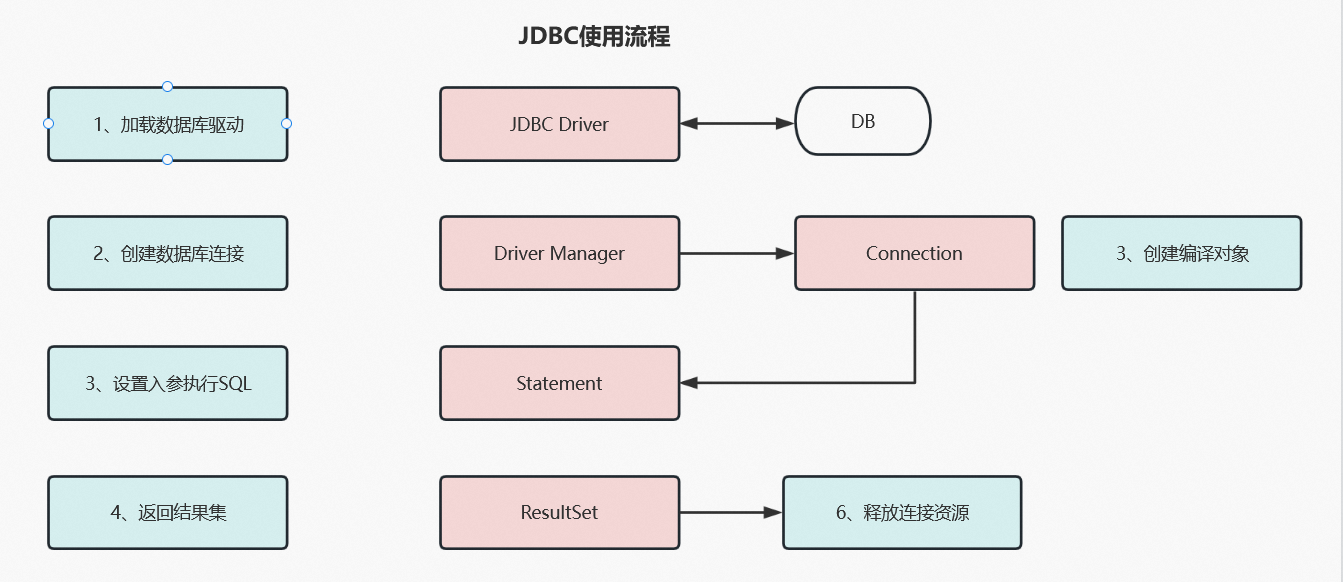 JDBC使用流程
1、加载数据库驱动
JDBC Driver
DB
2、创建数据库连接
Driver Manager
Connection
3、创建编译对象
3、设置入参执行SQL
Statement
4、返回结果集
ResultSet
6、释放连接资源